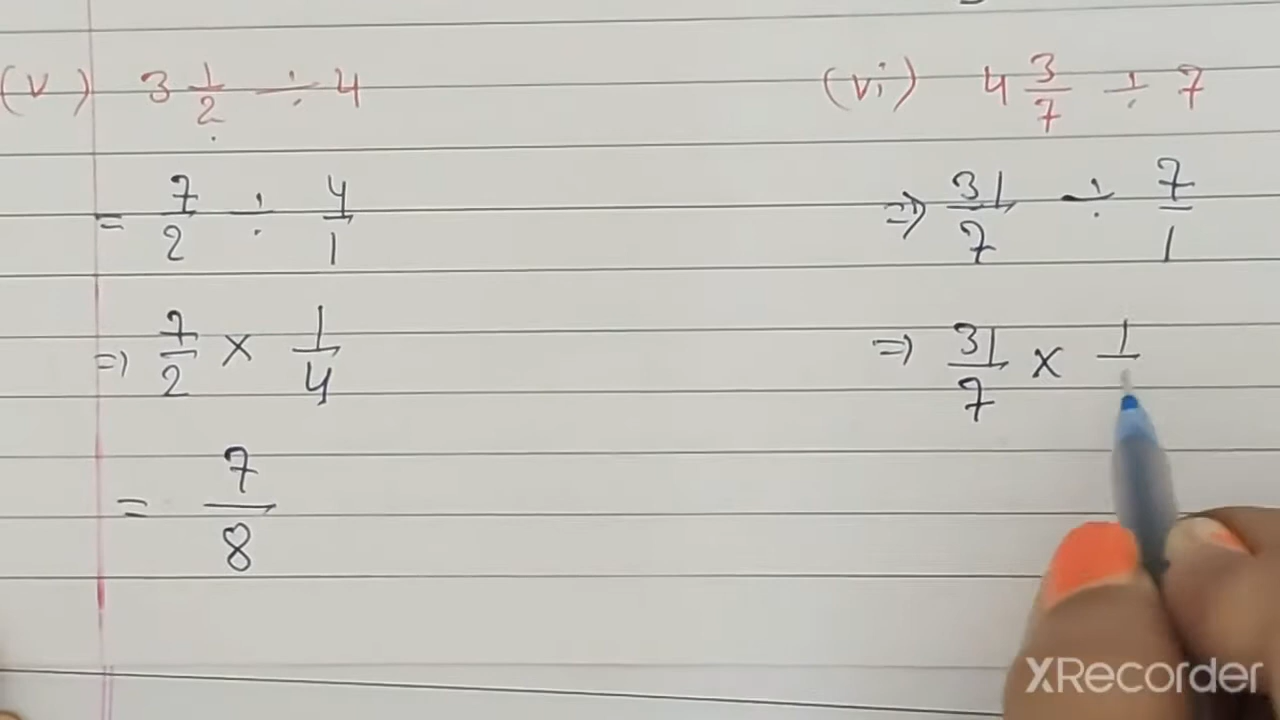 (v) 3 1/2 ÷ 4
= 7/2 ÷ 4/1
=> 7/2 × 1/4
= 7/8
(vi) 4 3/7 ÷ 7
=> 31/7 ÷ 7/1
=> 31/7 × 1/
XRecorder